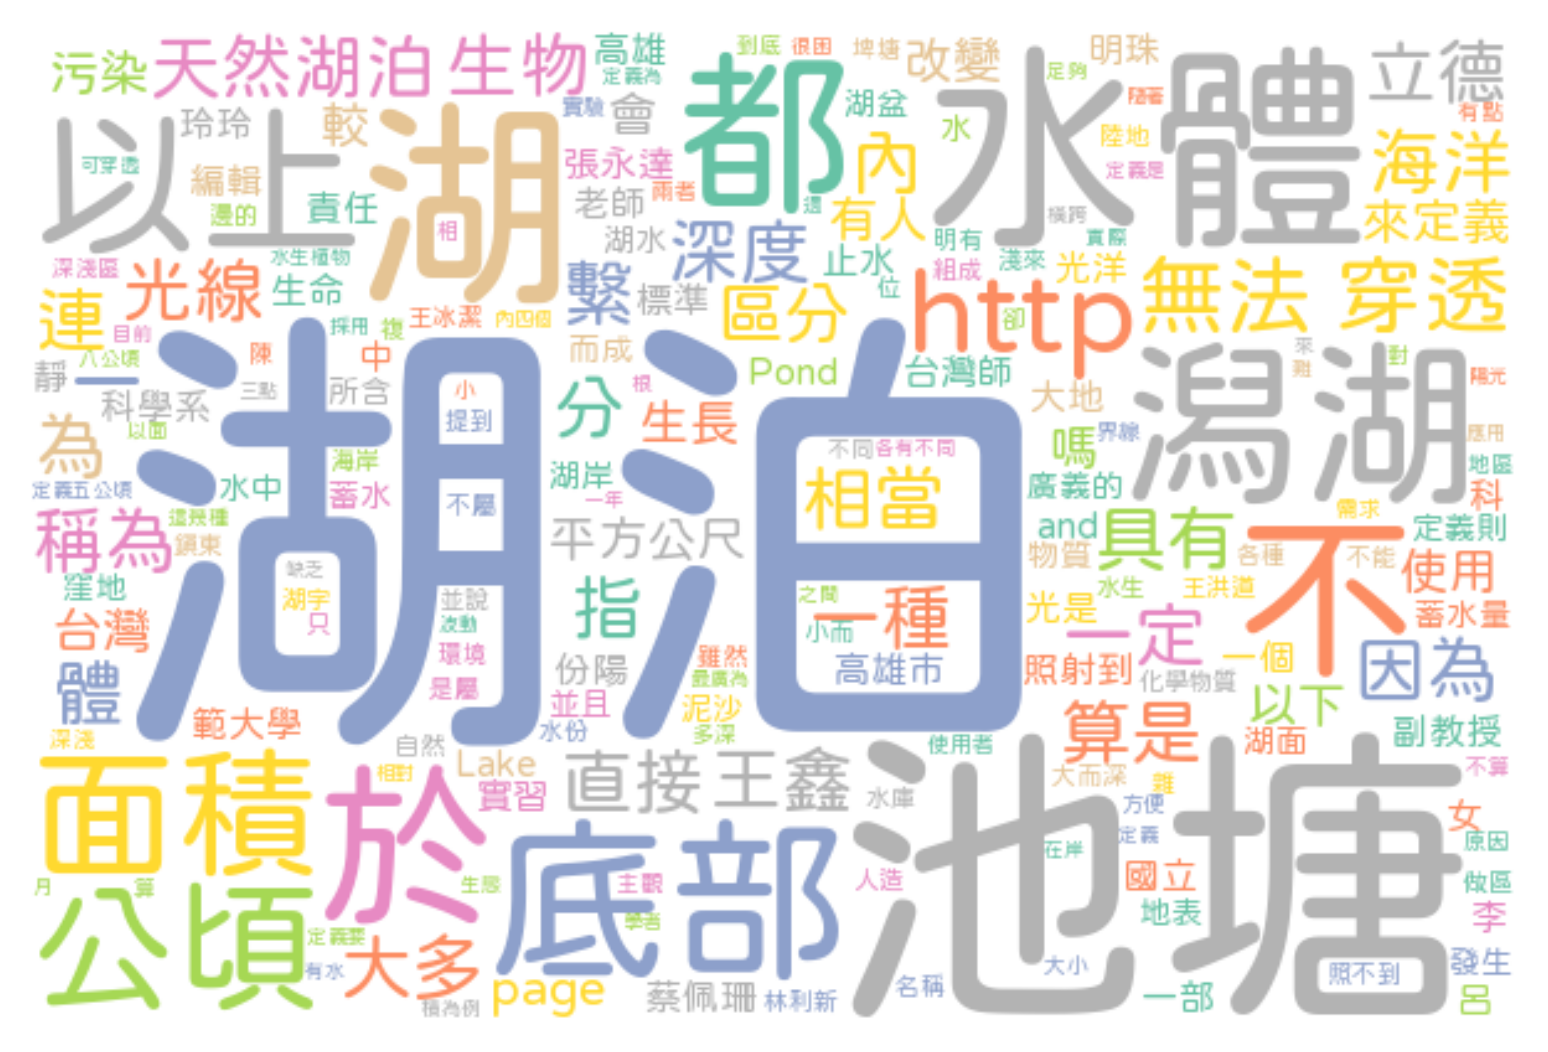 污染 天然湖泊 生物 高雄 到底 很困 埤塘 改變 明珠 立德
定義為 足夠
以上 玲玲 較 湖 實驗 會 都 湖盆 水體 隨著 有點
可穿透 編輯 張永達 內 水 陸地 海洋
邊的 責任 相 老師 兩者 還 有人 橫跨 定義是 來定義
深淺區 水生植物 湖水 深度 止水 明有 實際
連 光線 生命 繫 標準 區分 位 組成 淺來 光洋 無法 穿透
目前 採用 複 王冰潔 內四個 http 卻
八公頃 陳 中 而成 Pond 台灣師 來 對
靜 一 三點 所含 小 分 根 大地 潟湖 難 陽光
科學系 以面 湖泊 提到 生長 嗎 界線 應用
為 海岸 不同 各有不同 地區
定義五公頃 水中 蓄水 不屬 湖岸 一年 相當 廣義的 科
稱為 這幾種 鎮東 平方公尺 and 具有 各種 需求 不能 定義則
窪地 缺乏 湖字 只 並說 波動 指 之間 物質 水生 王洪道 不 使用
台灣 環境 小而 一種 光是 一定 蓄水量
體 是屬 份陽 雖然 最廣為 高雄市 照射到 化學物質 一個 因為
範大學 並且 泥沙 以下
深淺 自然 水份 多深 使用者 算是 湖面 副教授
面積 相對 Lake 實習 直接 王鑫 水庫 大而深 雖 不算
於 池塘 方便 定義 女
底部 在岸 原因
月 算 生態 主觀 人造 國立 做區
公頃 定義要 學者 地表 李
有水 大多 大小 照不到 發生
積為例 page 蔡佩珊 林利新 名稱 一部 呂